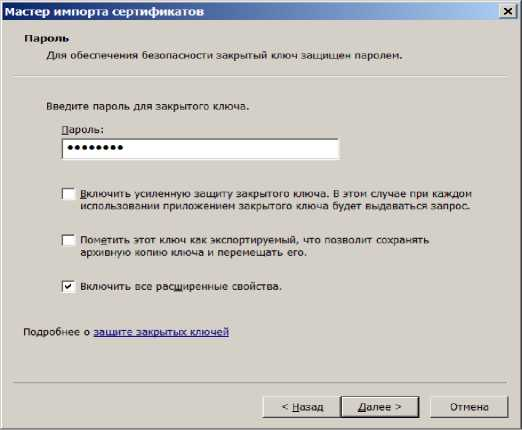 Мастер импорта сертификатов
Пароль
Для обеспечения безопасности закрытый ключ защищен паролем.
Введите пароль для закрытого ключа.
Пароль:
••••••••
Включить усиленную защиту закрытого ключа. В этом случае при каждом
использовании приложением закрытого ключа будет выдаваться запрос.
Пометить этот ключ как экспортируемый, что позволит сохранять
архивную копию ключа и перемещать его.
Включить все расширенные свойства.
Подробнее о защите закрытых ключей
< Назад Далее > Отмена